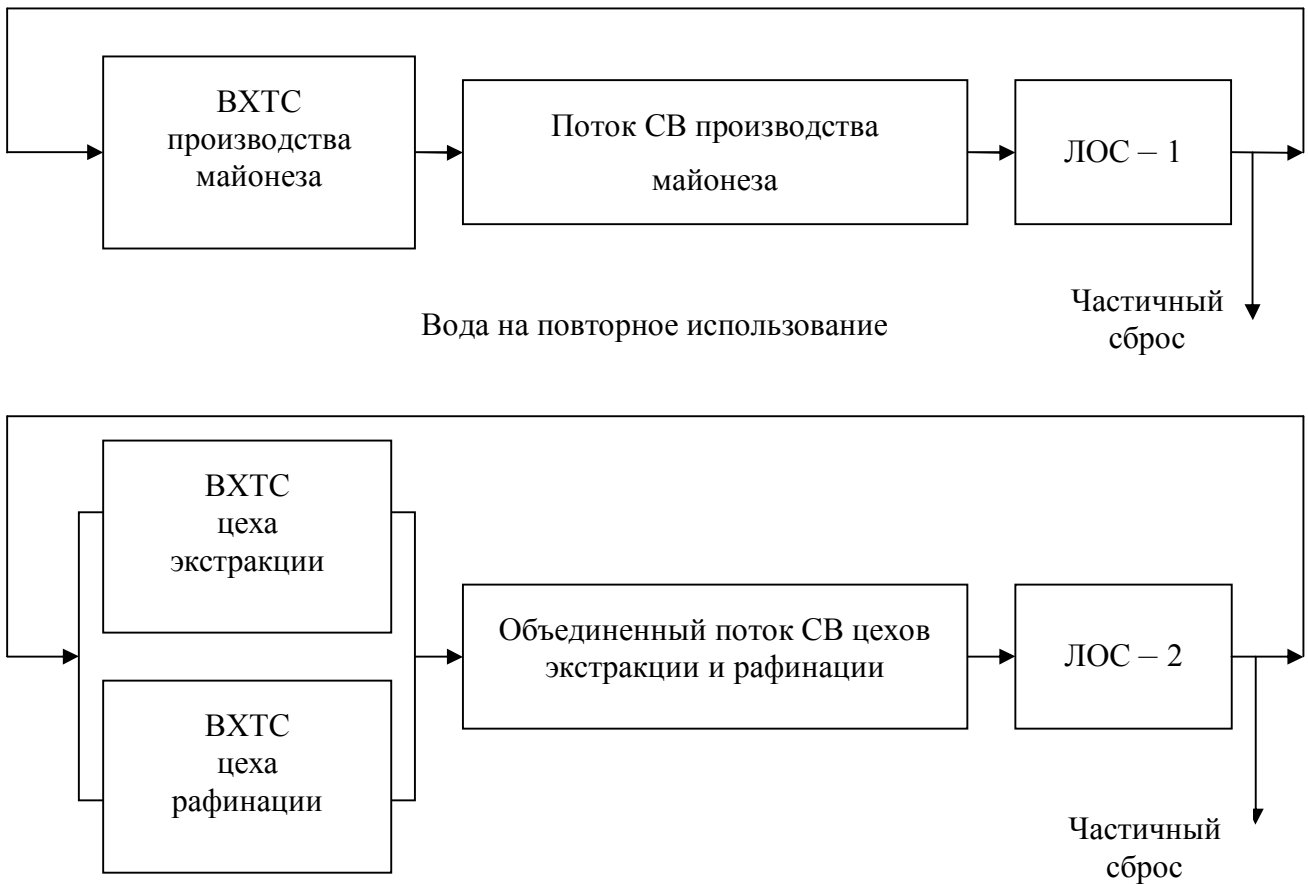 ВХТС
производства
майонеза
Поток СВ производства
майонеза
ЛОС – 1
Частичный
сброс
Вода на повторное использование
ВХТС
цеха
экстракции
Объединенный поток СВ цехов
экстракции и рафинации
ЛОС – 2
ВХТС
цеха
рафинации
Частичный
сброс